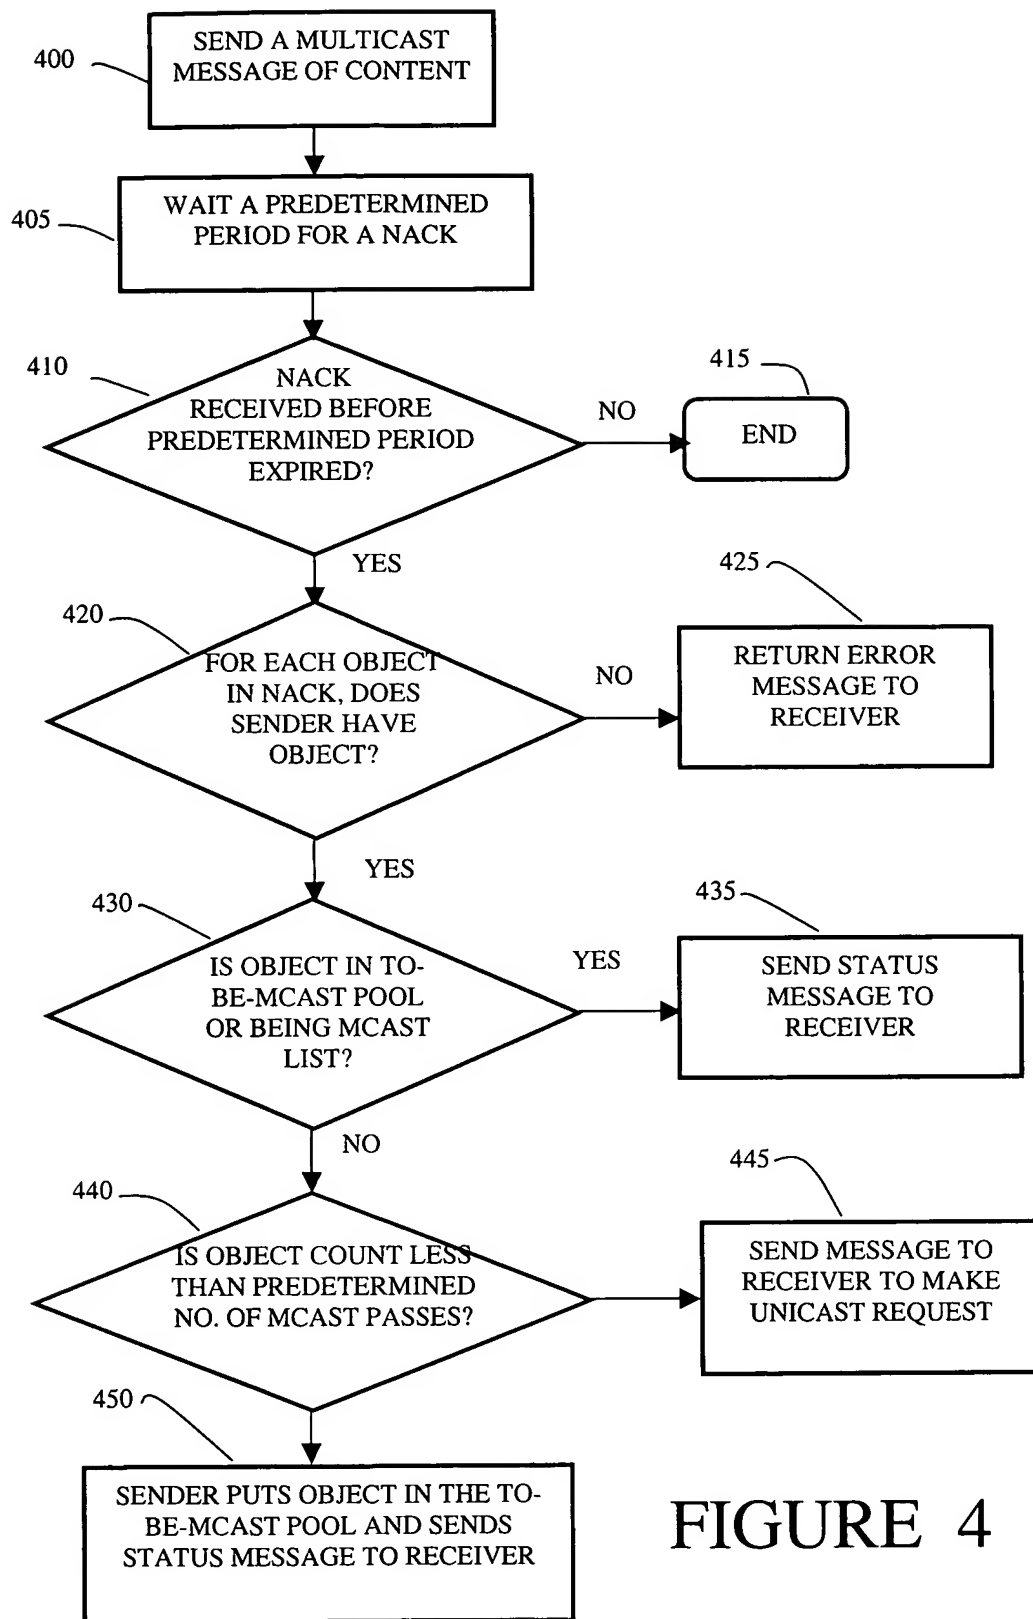 400
SEND A MULTICAST
MESSAGE OF CONTENT
405
WAIT A PREDETERMINED
PERIOD FOR A NACK
410
NACK
RECEIVED BEFORE
PREDETERMINED PERIOD
EXPIRED?
NO
415
END
YES
420
FOR EACH OBJECT
IN NACK, DOES
SENDER HAVE
OBJECT?
NO
425
RETURN ERROR
MESSAGE TO
RECEIVER
YES
430
IS OBJECT IN TO-
BE-MCAST POOL
OR BEING MCAST
LIST?
YES
435
SEND STATUS
MESSAGE TO
RECEIVER
NO
440
IS OBJECT COUNT LESS
THAN PREDETERMINED
NO. OF MCAST PASSES?
445
SEND MESSAGE TO
RECEIVER TO MAKE
UNICAST REQUEST
450
SENDER PUTS OBJECT IN THE TO-
BE-MCAST POOL AND SENDS
STATUS MESSAGE TO RECEIVER
FIGURE 4